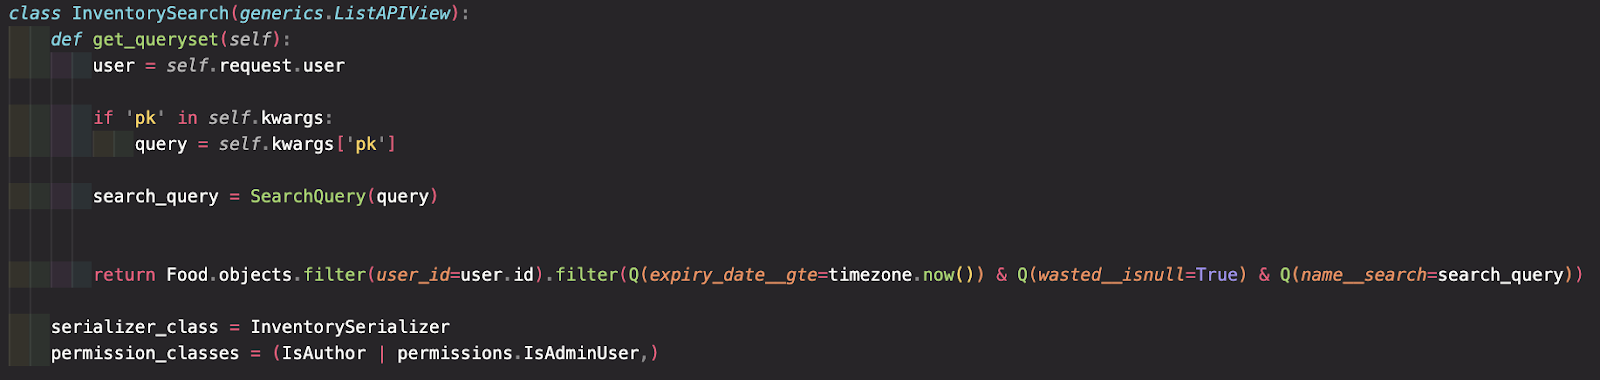 class InventorySearch(generics.ListAPIView):
def get_queryset(self):
user = self.request.user
if 'pk' in self.kwargs:
query = self.kwargs['pk']
search_query = SearchQuery(query)
return Food.objects.filter(user_id=user.id).filter(Q(expiry_date__gte=timezone.now()) & Q(wasted__isnull=True) & Q(name__search=search_query))
serializer_class = InventorySerializer
permission_classes = (IsAuthor | permissions.IsAdminUser,)